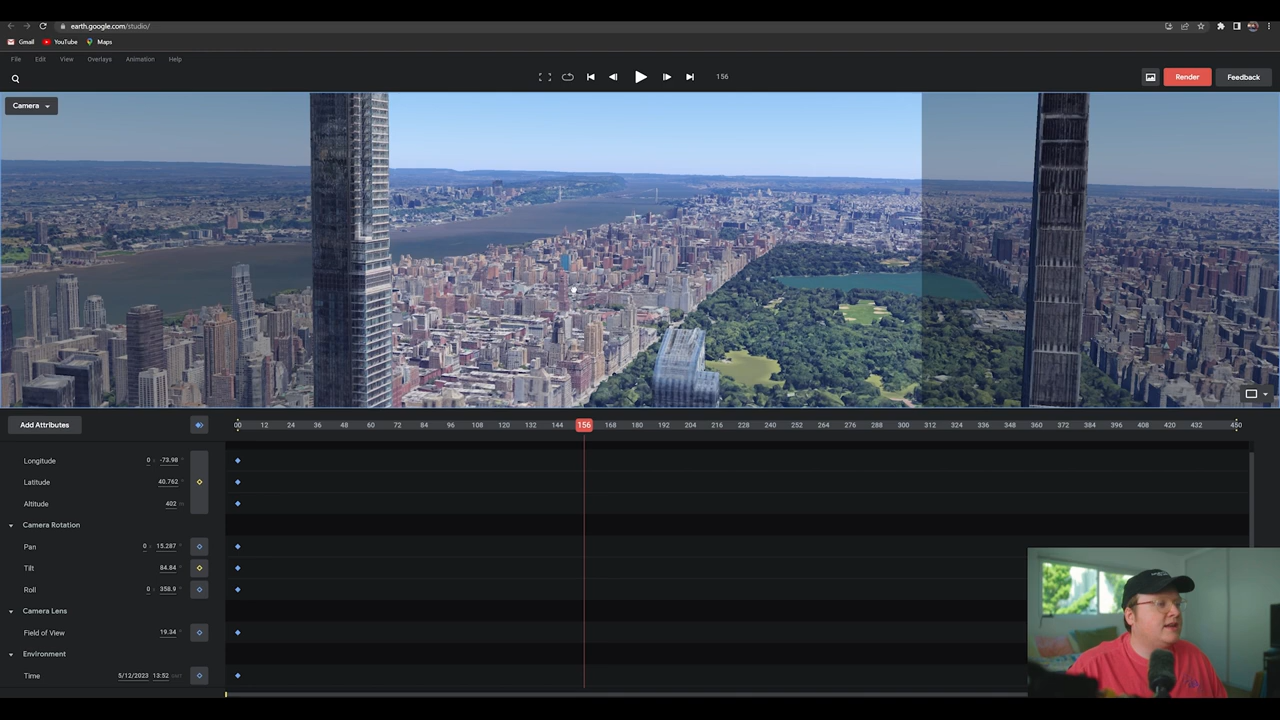 earth.google.com/studio/
Gmail YouTube Maps
File Edit View Overlays Animation Help
156 Render Feedback
Camera
Add Attributes 00 12 24 36 48 60 72 84 96 108 120 132 144 156 168 180 192 204 216 228 240 252 264 276 288 300 312 324 336 348 360 372 384 396 408 420 432 450
Longitude 0 x -73.98 °
Latitude 40.762 °
Altitude 402 m
Camera Rotation
Pan 0 x 15.287 °
Tilt 84.84 °
Roll 0 x 358.9 °
Camera Lens
Field of View 19.34 °
Environment
Time 5/12/2023 13:52 GMT